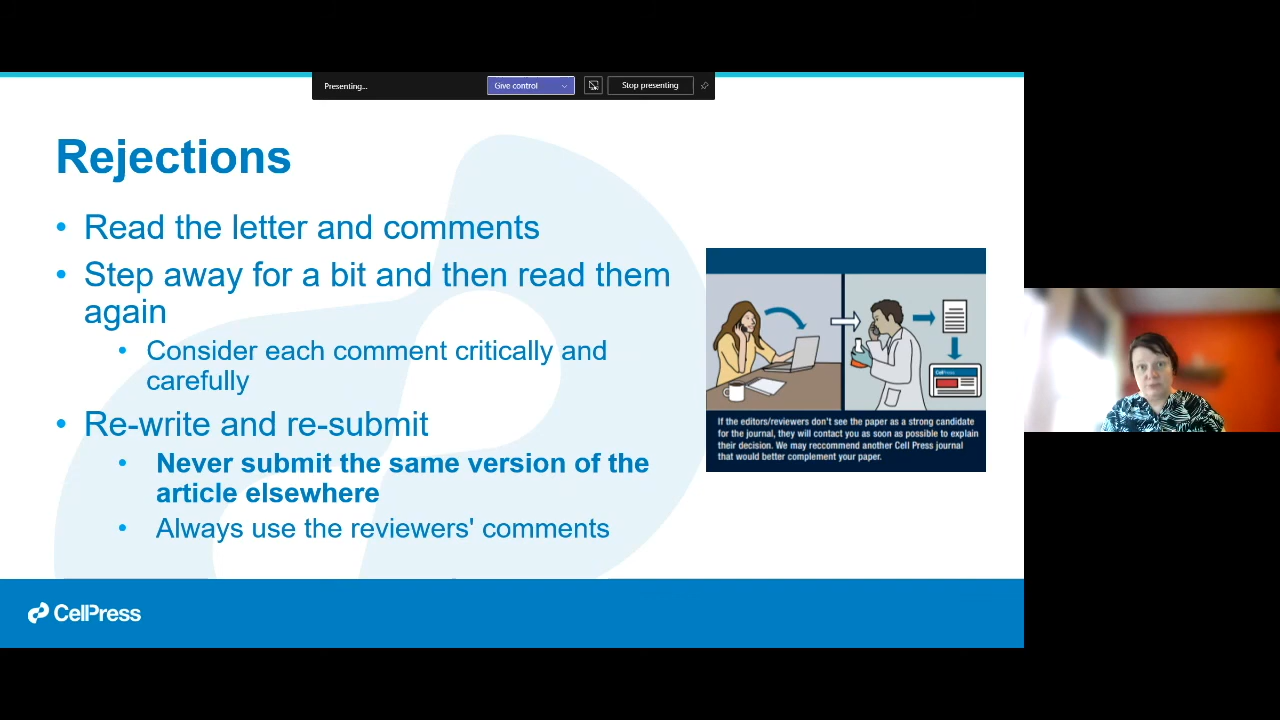 Presenting...
Give control
Stop presenting
Rejections
• Read the letter and comments
• Step away for a bit and then read them
again
• Consider each comment critically and
carefully
• Re-write and re-submit
• Never submit the same version of the
article elsewhere
• Always use the reviewers' comments
CellPress
If the editors/reviewers don't see the paper as a strong candidate
for the journal, they will contact you as soon as possible to explain
their decision. We may reccommend another Cell Press journal
that would better complement your paper.
CellPress